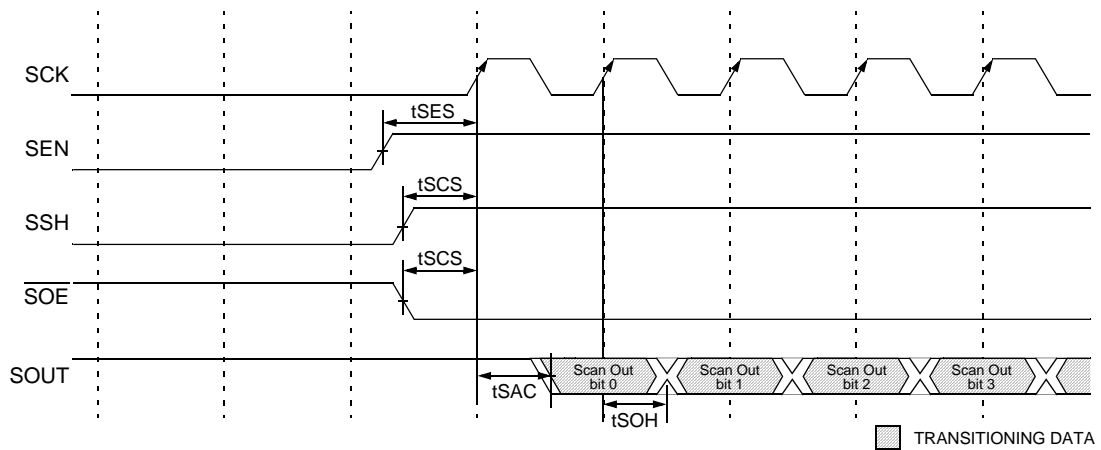 SCK
tSES
SEN
tSCS
SSH
tSCS
SOE
SOUT
Scan Out
bit 0
Scan Out
bit 1
Scan Out
bit 2
Scan Out
bit 3
tSAC
tSOH
TRANSITIONING DATA